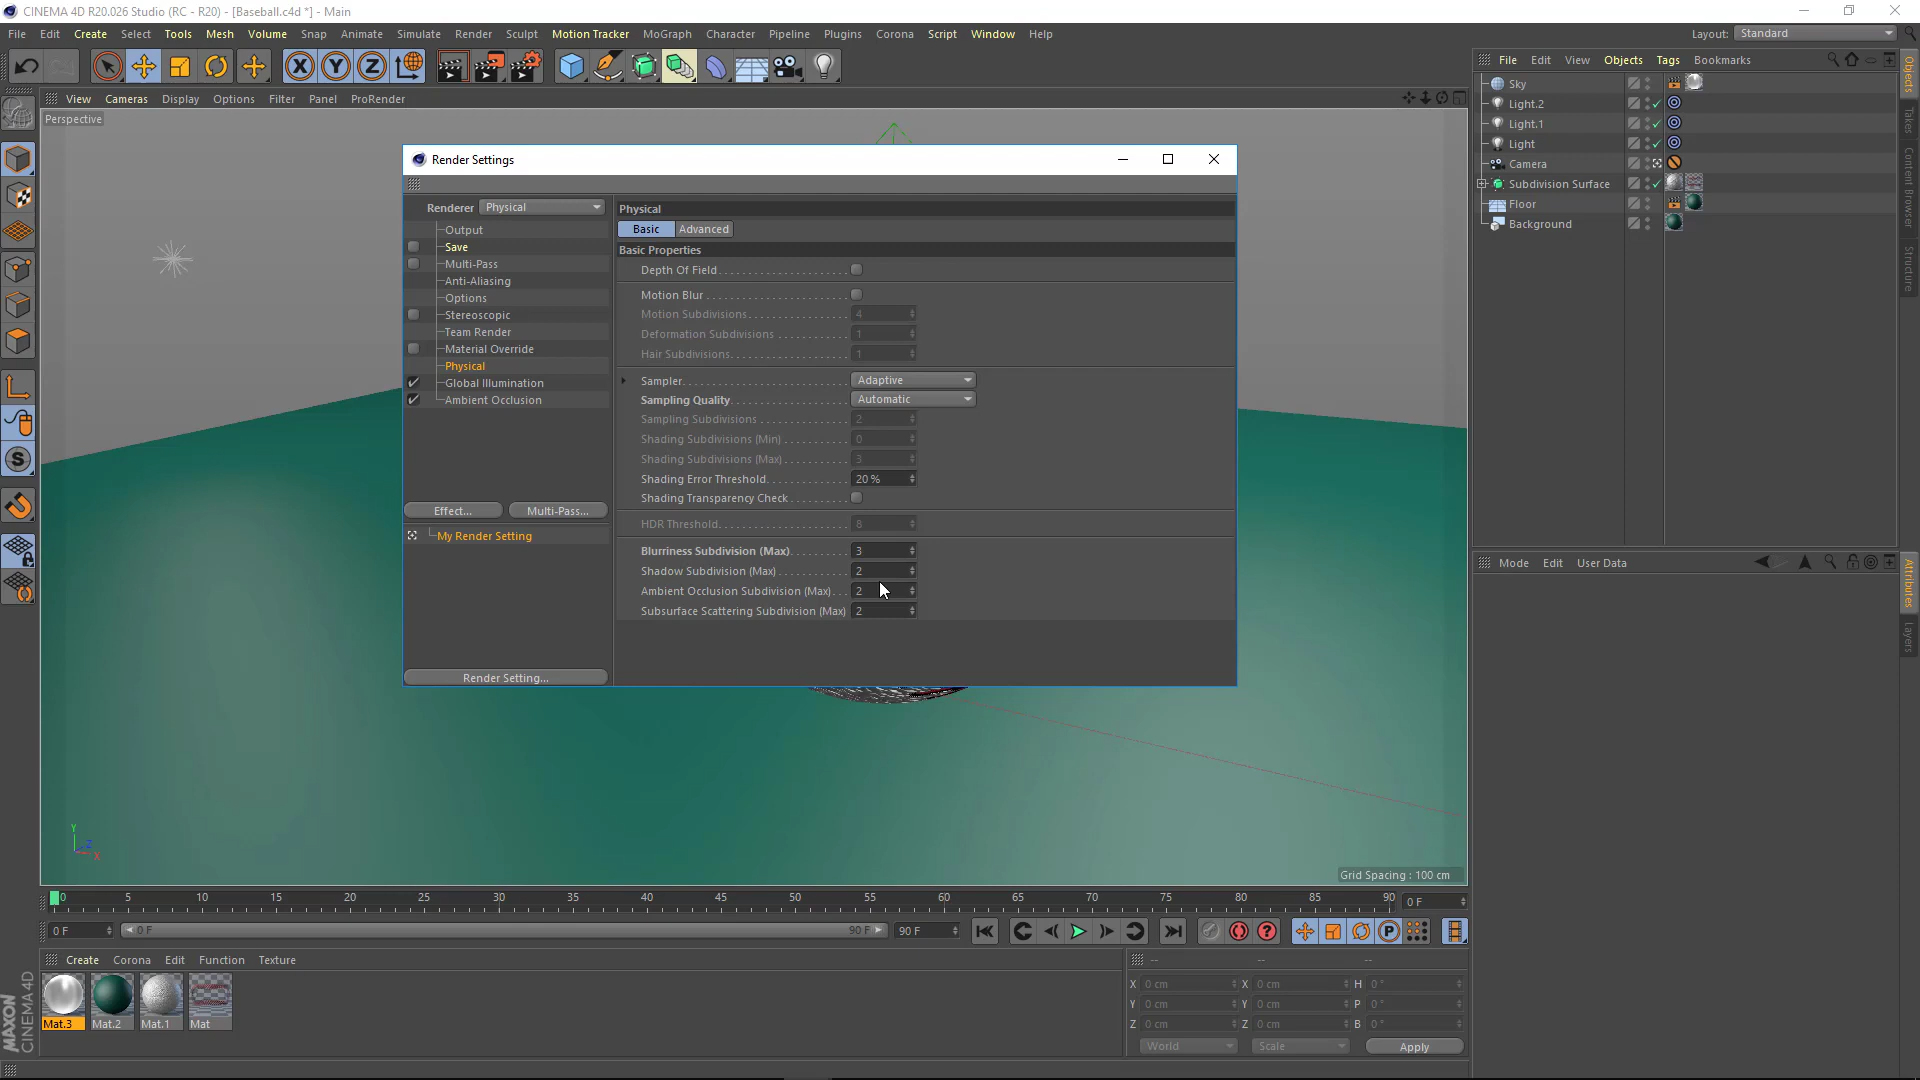 CINEMA 4D R20.026 Studio (RC - R20) - [Baseball.c4d *] - Main
File Edit Create Select Tools Mesh Volume Snap Animate Simulate Render Sculpt Motion Tracker MoGraph Character Pipeline Plugins Corona Script Window Help
Layout: Standard
View Cameras Display Options Filter Panel ProRender
Perspective
Render Settings
Renderer Physical
Output
Save
Multi-Pass
Anti-Aliasing
Options
Stereoscopic
Team Render
Material Override
Physical
Global Illumination
Ambient Occlusion
Effect... Multi-Pass...
My Render Setting
Render Setting...
Physical
Basic Advanced
Basic Properties
Depth Of Field
Motion Blur
Motion Subdivisions 4
Deformation Subdivisions 1
Hair Subdivisions 1
Sampler Adaptive
Sampling Quality Automatic
Sampling Subdivisions 2
Shading Subdivisions (Min) 0
Shading Subdivisions (Max) 3
Shading Error Threshold 20 %
Shading Transparency Check
HDR Threshold 8
Blurriness Subdivision (Max) 3
Shadow Subdivision (Max) 2
Ambient Occlusion Subdivision (Max) 2
Subsurface Scattering Subdivision (Max) 2
Y
Z
X
Grid Spacing : 100 cm
File Edit View Objects Tags Bookmarks
Sky
Light.2
Light.1
Light
Camera
Subdivision Surface
Floor
Background
Objects
Takes
Content Browser
Structure
Mode Edit User Data
Attributes
Layers
0 5 10 15 20 25 30 35 40 45 50 55 60 65 70 75 80 85 90 0 F
0 F 0 F 90 F 90 F
Create Corona Edit Function Texture
Mat.3 Mat.2 Mat.1 Mat
MAXON
CINEMA 4D
-- -- --
X 0 cm X 0 cm H 0 °
Y 0 cm Y 0 cm P 0 °
Z 0 cm Z 0 cm B 0 °
World Scale Apply